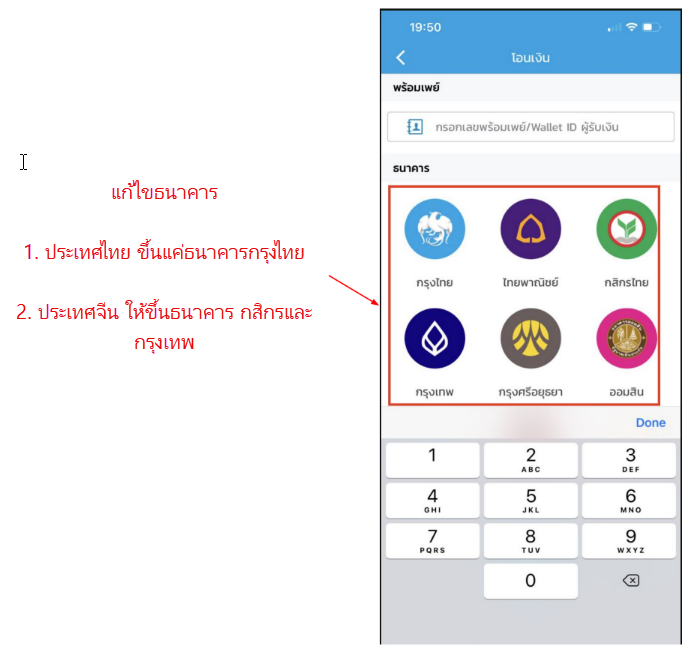 แก้ไขธนาคาร
1. ประเทศไทย ขึ้นแค่ธนาคารกรุงไทย
2. ประเทศจีน ให้ขึ้นธนาคาร กสิกรและ
กรุงเทพ
19:50
โอนเงิน
พร้อมเพย์
กรอกเลขพร้อมเพย์/Wallet ID ผู้รับเงิน
ธนาคาร
กรุงไทย ไทยพาณิชย์ กสิกรไทย
กรุงเทพ กรุงศรีอยุธยา ออมสิน
Done
1 2 3
ABC DEF
4 5 6
GHI JKL MNO
7 8 9
PQRS TUV WXYZ
0